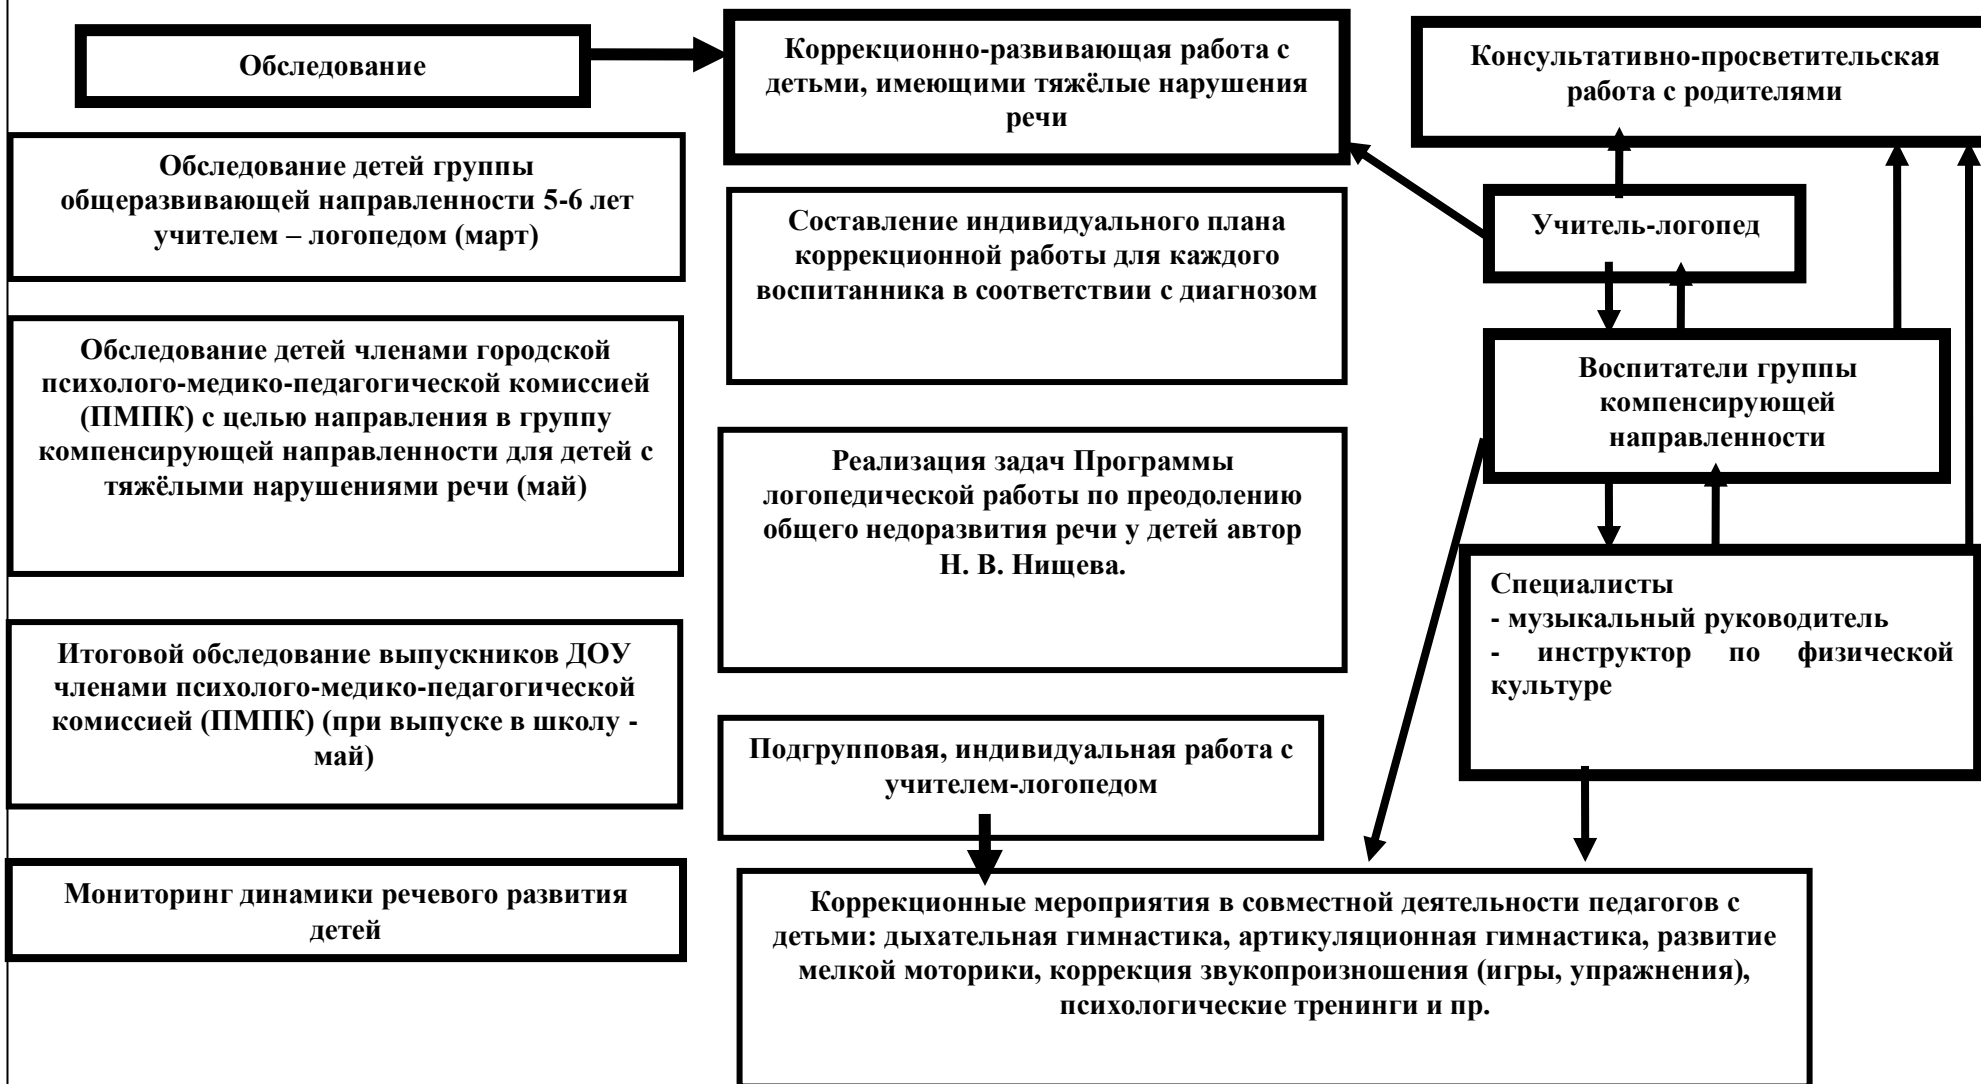 Обследование
Обследование детей группы
общеразвивающей направленности 5-6 лет
учителем – логопедом (март)
Обследование детей членами городской
психолого-медико-педагогической комиссией
(ПМПК) с целью направления в группу
компенсирующей направленности для детей с
тяжёлыми нарушениями речи (май)
Итоговой обследование выпускников ДОУ
членами психолого-медико-педагогической
комиссией (ПМПК) (при выпуске в школу -
май)
Мониторинг динамики речевого развития
детей
Коррекционно-развивающая работа с
детьми, имеющими тяжёлые нарушения
речи
Составление индивидуального плана
коррекционной работы для каждого
воспитанника в соответствии с диагнозом
Реализация задач Программы
логопедической работы по преодолению
общего недоразвития речи у детей автор
Н. В. Нищева.
Подгрупповая, индивидуальная работа с
учителем-логопедом
Коррекционные мероприятия в совместной деятельности педагогов с
детьми: дыхательная гимнастика, артикуляционная гимнастика, развитие
мелкой моторики, коррекция звукопроизношения (игры, упражнения),
психологические тренинги и пр.
Консультативно-просветительская
работа с родителями
Учитель-логопед
Воспитатели группы
компенсирующей
направленности
Специалисты
- музыкальный руководитель
- инструктор по физической
культуре